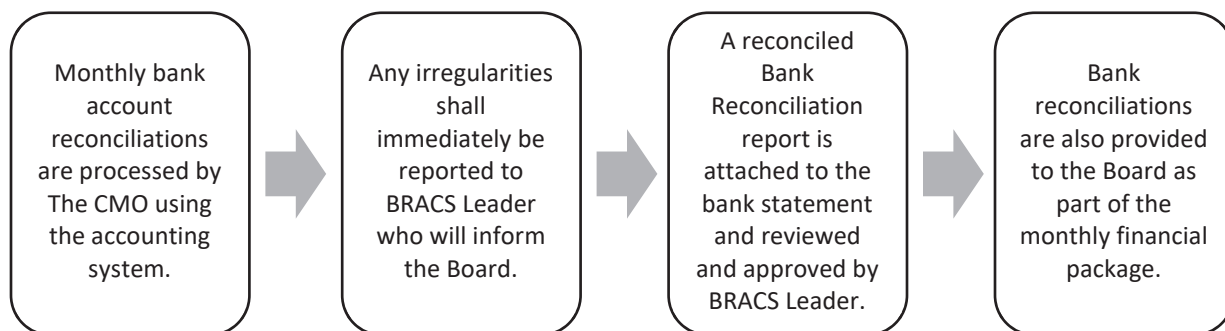 Monthly bank
account
reconciliations
are processed by
The CMO using
the accounting
system.
Any irregularities
shall
immediately be
reported to
BRACS Leader
who will inform
the Board.
A reconciled
Bank
Reconciliation
report is
attached to the
bank statement
and reviewed
and approved by
BRACS Leader.
Bank
reconciliations
are also provided
to the Board as
part of the
monthly financial
package.